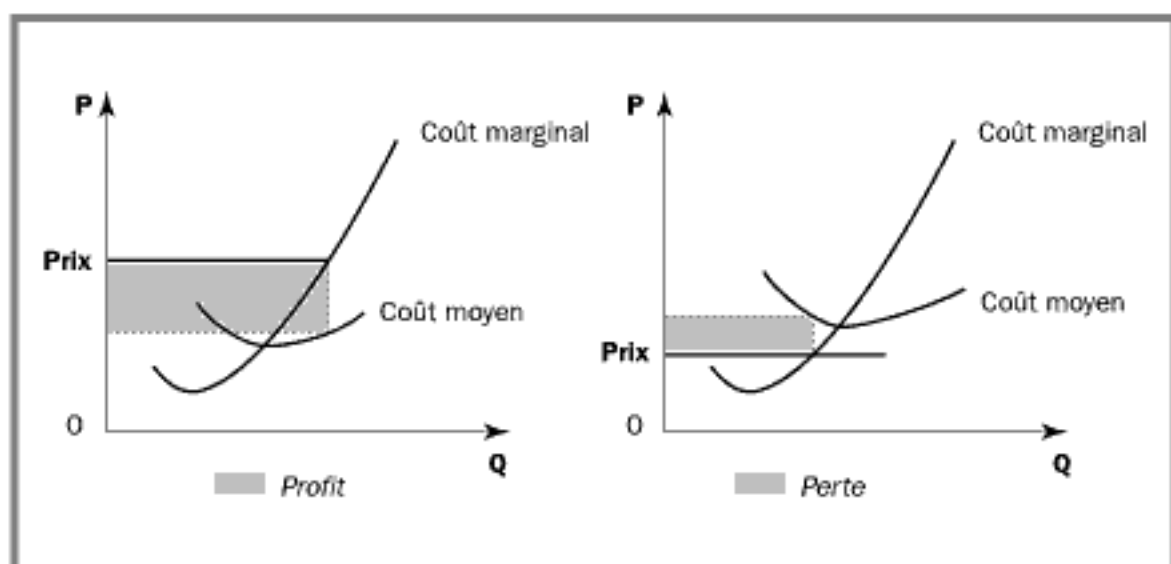 P
Coût marginal
Prix
Coût moyen
0
Q
Profit
P
Coût marginal
Coût moyen
Prix
0
Q
Perte